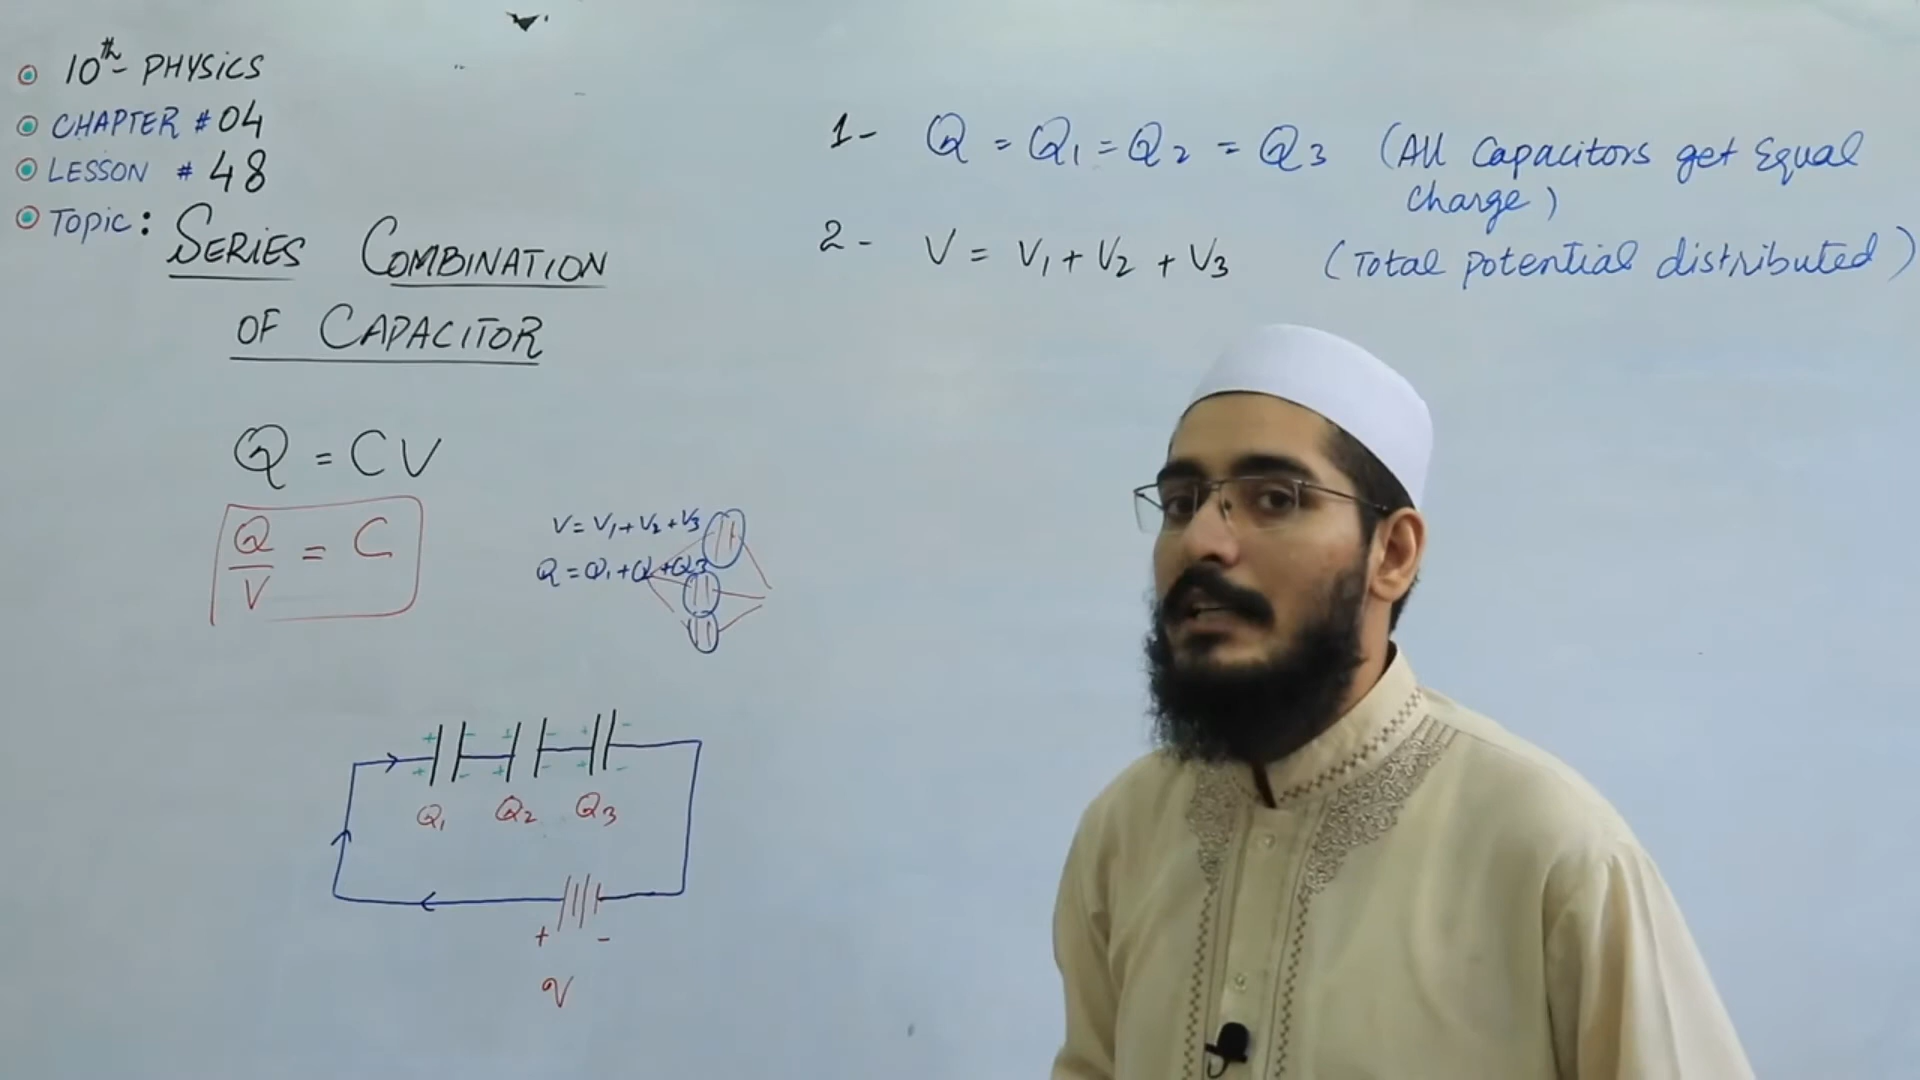 10th PHYSICS
CHAPTER # 04
LESSON # 48
TOPIC: SERIES COMBINATION
OF CAPACITOR
Q = CV
Q/V = C
V = V1 + V2 + V3
Q = Q1 + Q + Q3
+ - + - + -
+ - + - + -
Q1 Q2 Q3
+ -
V
1- Q = Q1 = Q2 = Q3 (All Capacitors get Equal
charge)
2- V = V1 + V2 + V3 (Total potential distributed)